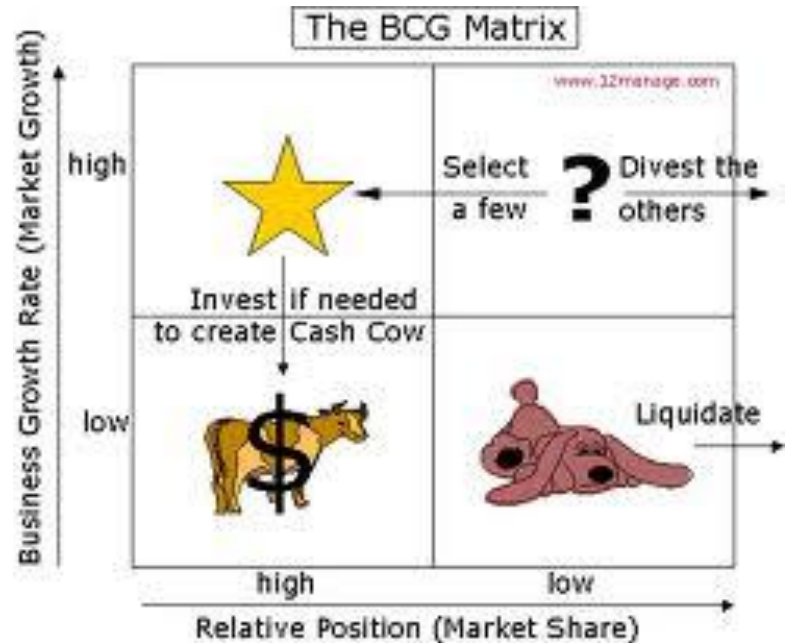 The BCG Matrix
www.12manage.com
Business Growth Rate (Market Growth)
high
Select
a few
?
Divest the
others
Invest if needed
to create Cash Cow
low
$
Liquidate
high
low
Relative Position (Market Share)